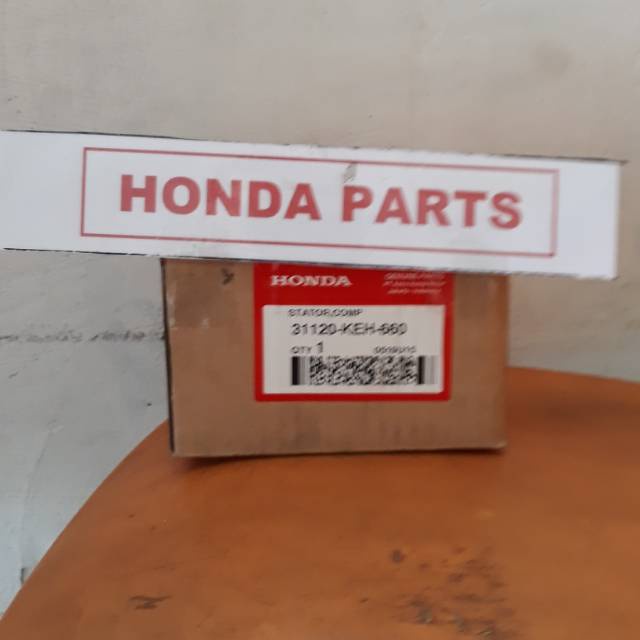 HONDA PARTS
HONDA
STATOR,COMP
31120-KEH-660
QTY 1